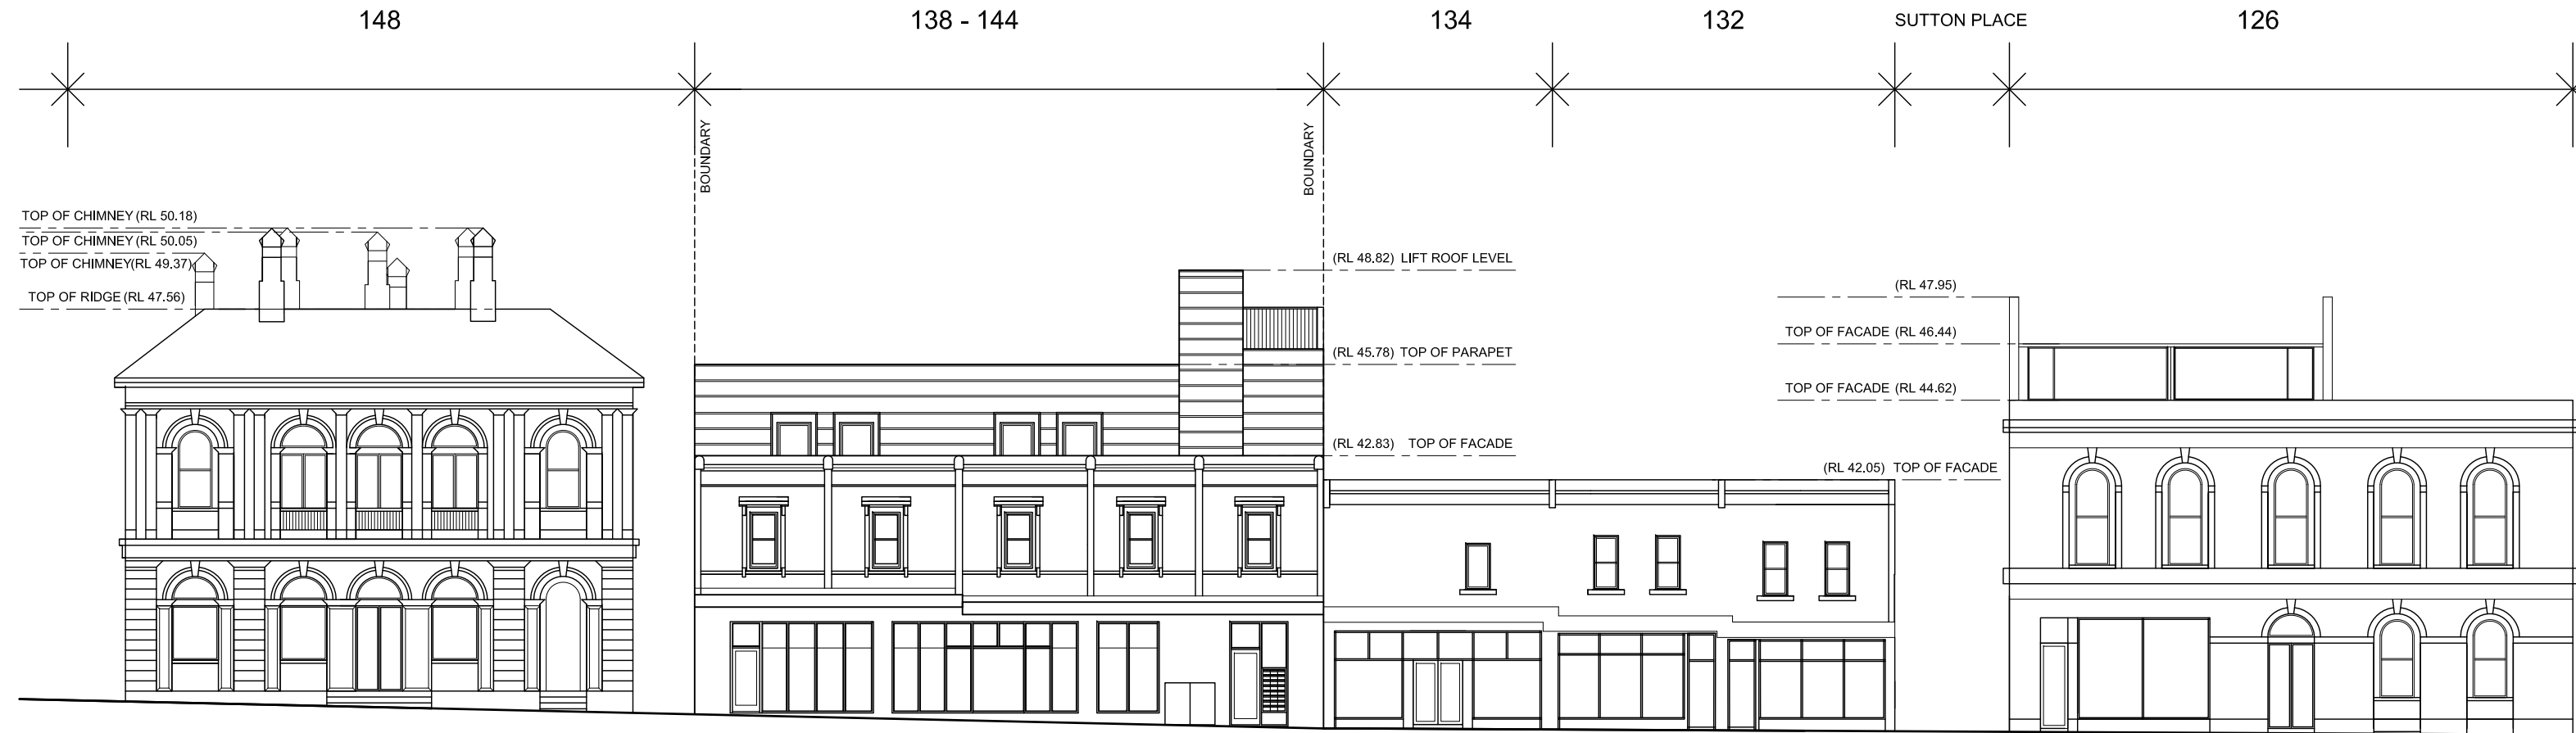 148
138 - 144
134
132
SUTTON PLACE
126
BOUNDARY
BOUNDARY
TOP OF CHIMNEY (RL 50.18)
TOP OF CHIMNEY (RL 50.05)
TOP OF CHIMNEY(RL 49.37)
TOP OF RIDGE (RL 47.56)
(RL 48.82) LIFT ROOF LEVEL
(RL 45.78) TOP OF PARAPET
(RL 42.83) TOP OF FACADE
(RL 47.95)
TOP OF FACADE (RL 46.44)
TOP OF FACADE (RL 44.62)
(RL 42.05) TOP OF FACADE